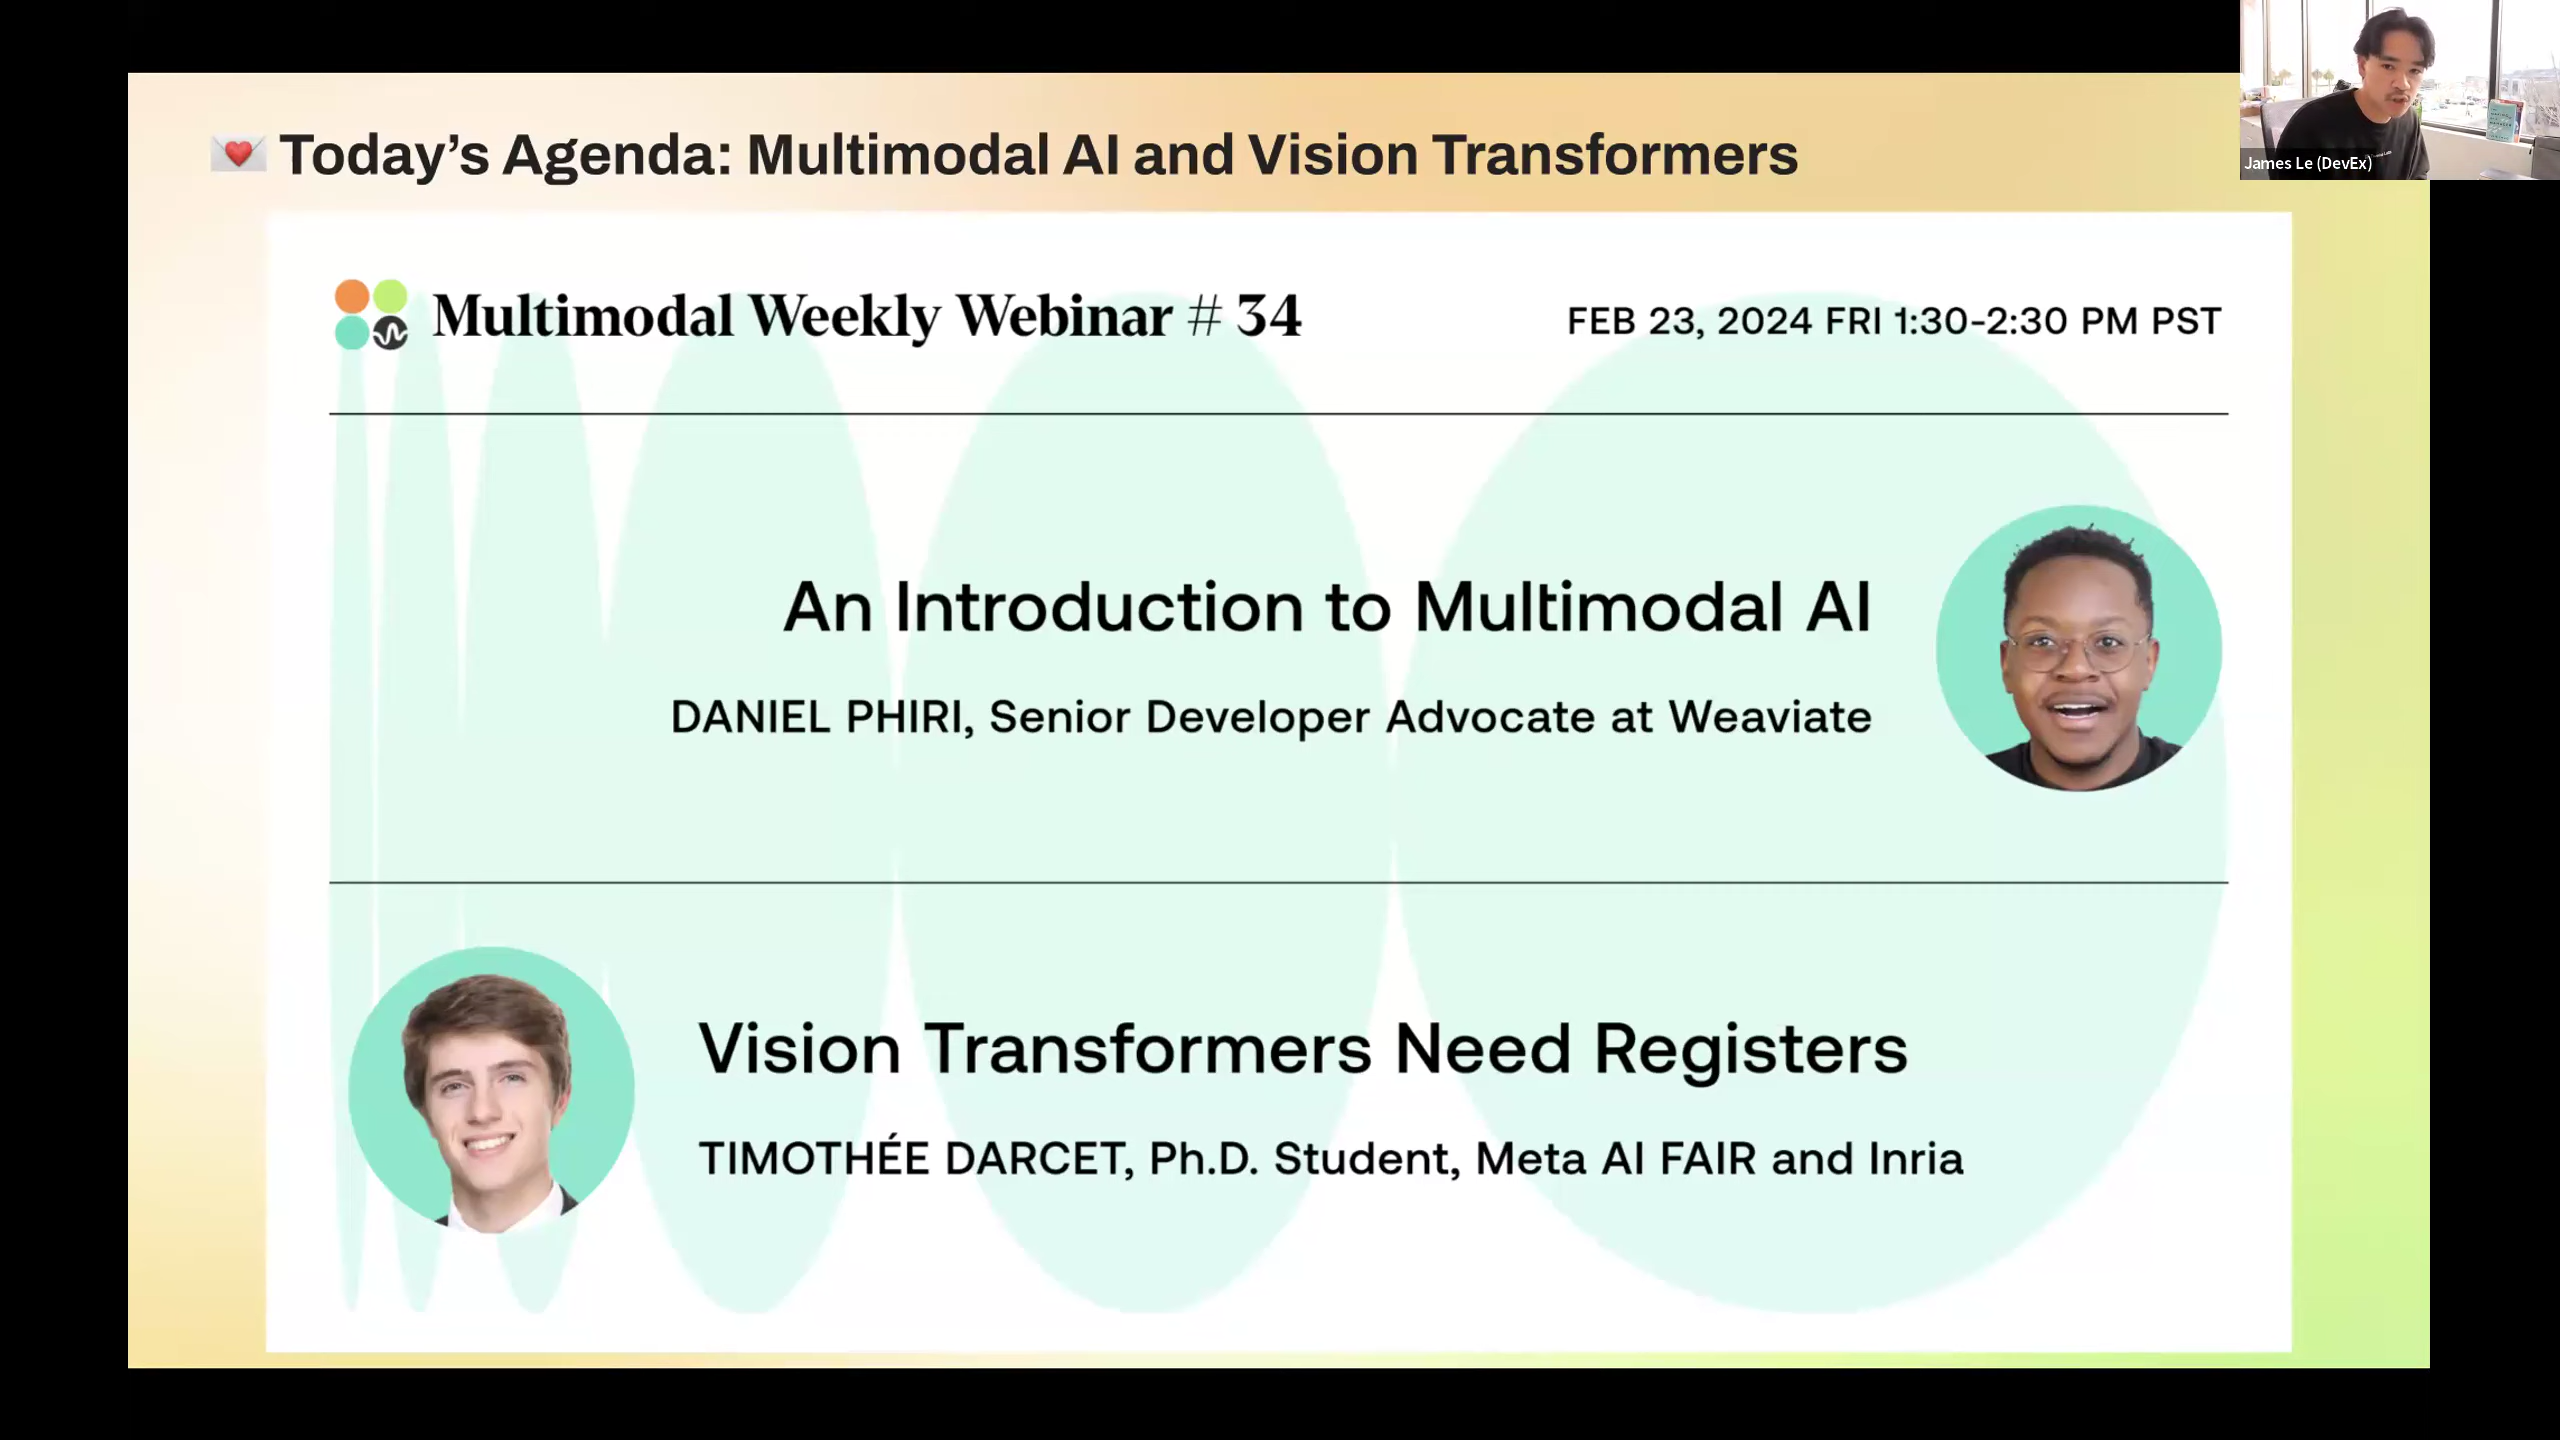 💌 Today’s Agenda: Multimodal AI and Vision Transformers
James Le (DevEx)
Multimodal Weekly Webinar # 34
FEB 23, 2024 FRI 1:30-2:30 PM PST
An Introduction to Multimodal AI
DANIEL PHIRI, Senior Developer Advocate at Weaviate
Vision Transformers Need Registers
TIMOTHÉE DARCET, Ph.D. Student, Meta AI FAIR and Inria